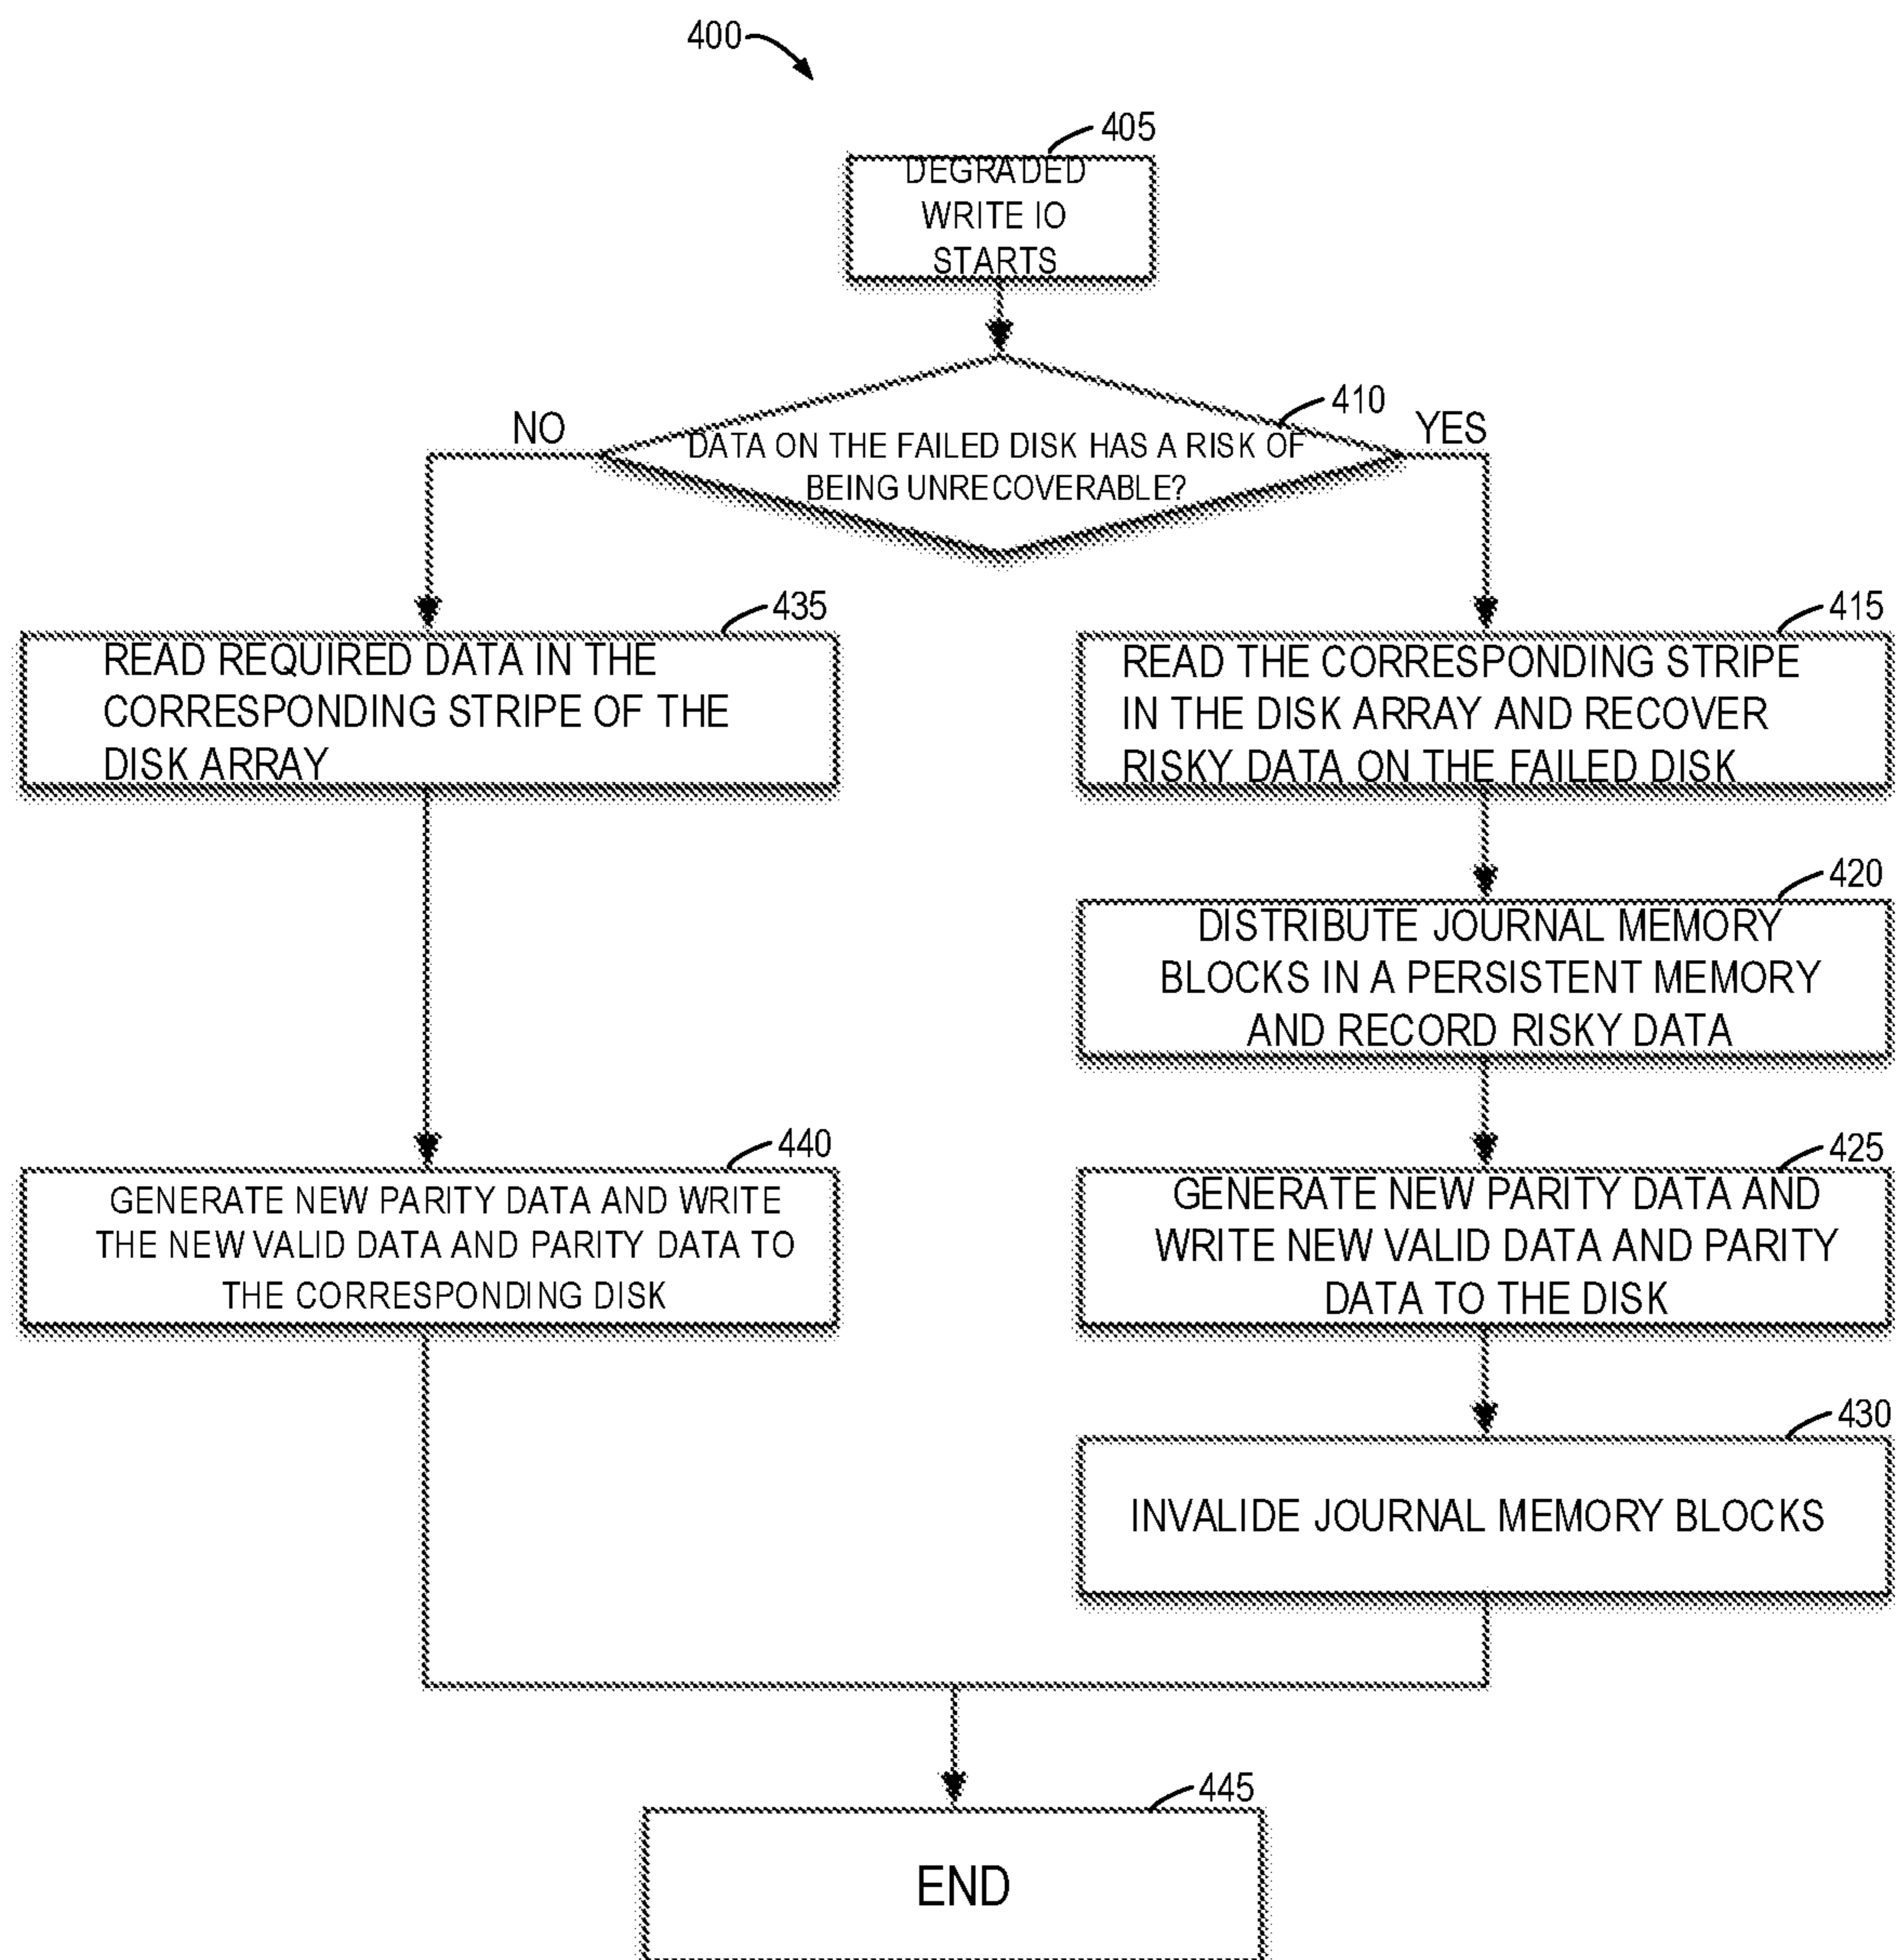 400
405
DEGRADED
WRITE IO
STARTS
410
NO
YES
DATA ON THE FAILED DISK HAS A RISK OF
BEING UNRECOVERABLE?
435
READ REQUIRED DATA IN THE
CORRESPONDING STRIPE OF THE
DISK ARRAY
415
READ THE CORRESPONDING STRIPE
IN THE DISK ARRAY AND RECOVER
RISKY DATA ON THE FAILED DISK
420
DISTRIBUTE JOURNAL MEMORY
BLOCKS IN A PERSISTENT MEMORY
AND RECORD RISKY DATA
440
GENERATE NEW PARITY DATA AND WRITE
THE NEW VALID DATA AND PARITY DATA TO
THE CORRESPONDING DISK
425
GENERATE NEW PARITY DATA AND
WRITE NEW VALID DATA AND PARITY
DATA TO THE DISK
430
INVALIDE JOURNAL MEMORY BLOCKS
445
END